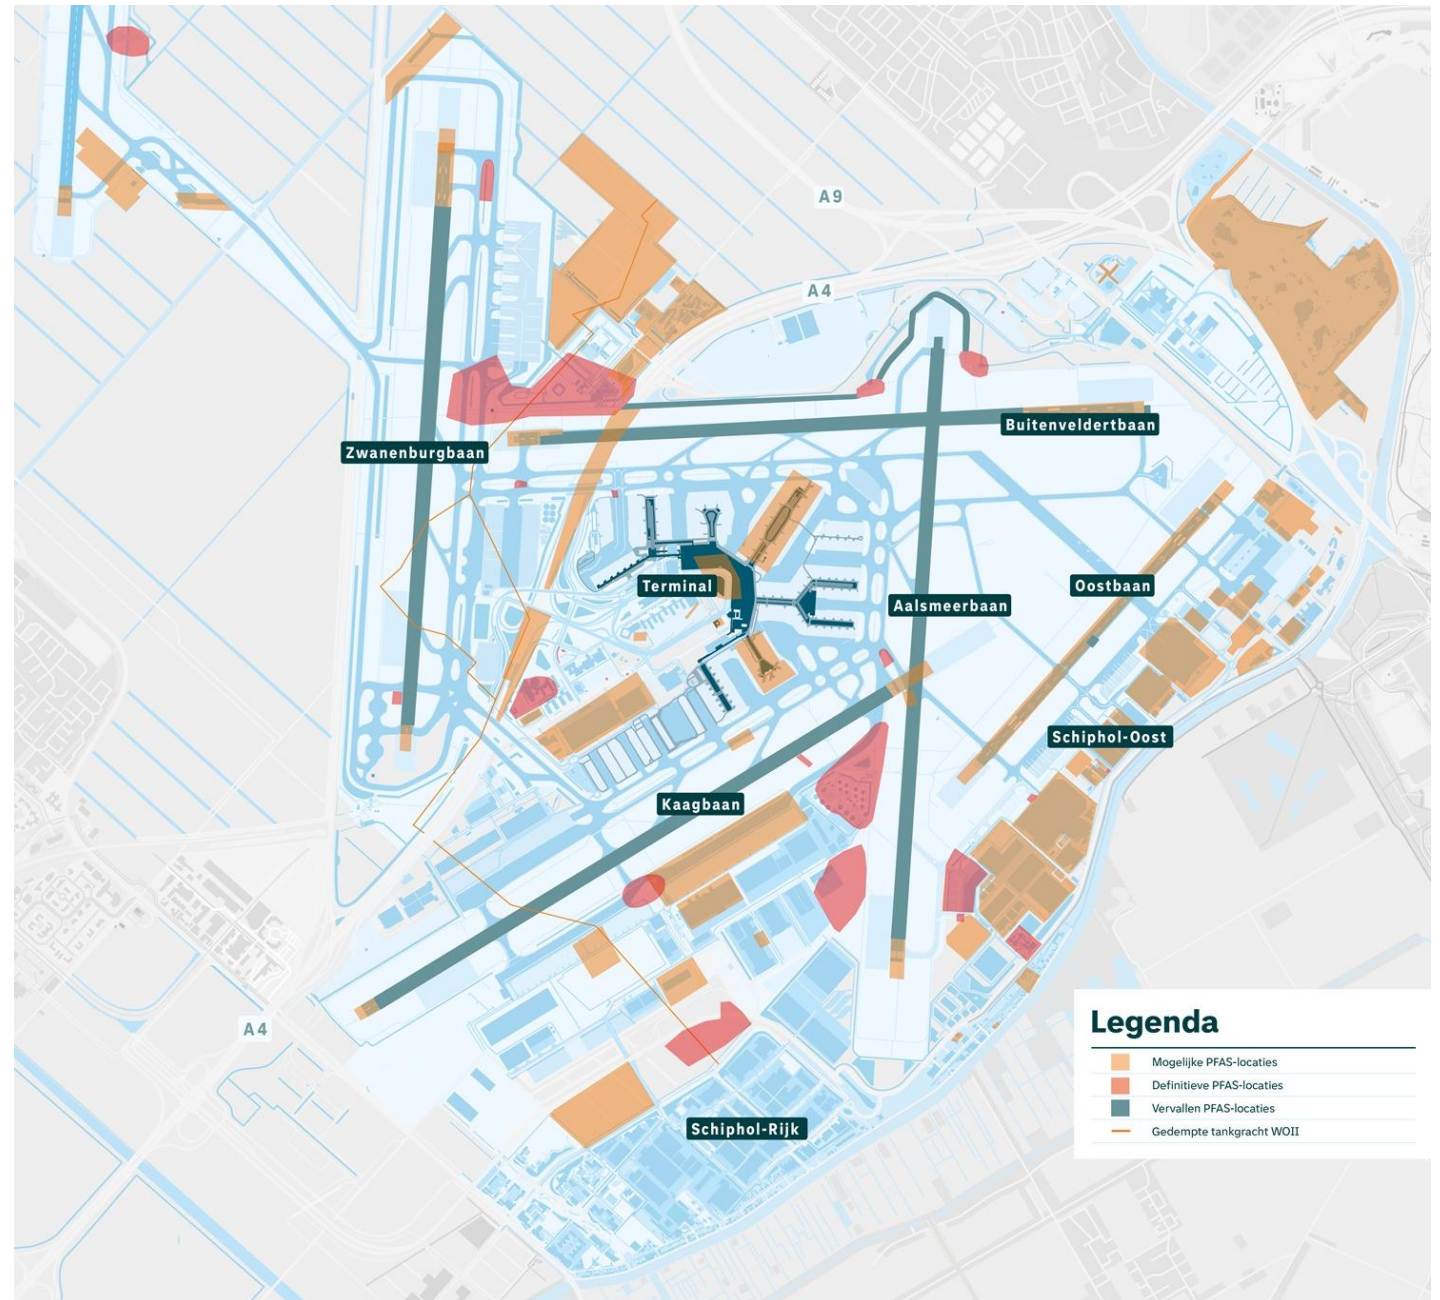 A9
A4
Buitenveldertbaan
Zwanenburgbaan
Terminal
Oostbaan
Aalsmeerbaan
Schiphol-Oost
Kaagbaan
A4
Schiphol-Rijk
Legenda
Mogelijke PFAS-locaties
Definitieve PFAS-locaties
Vervallen PFAS-locaties
Gedempte tankgracht WOII